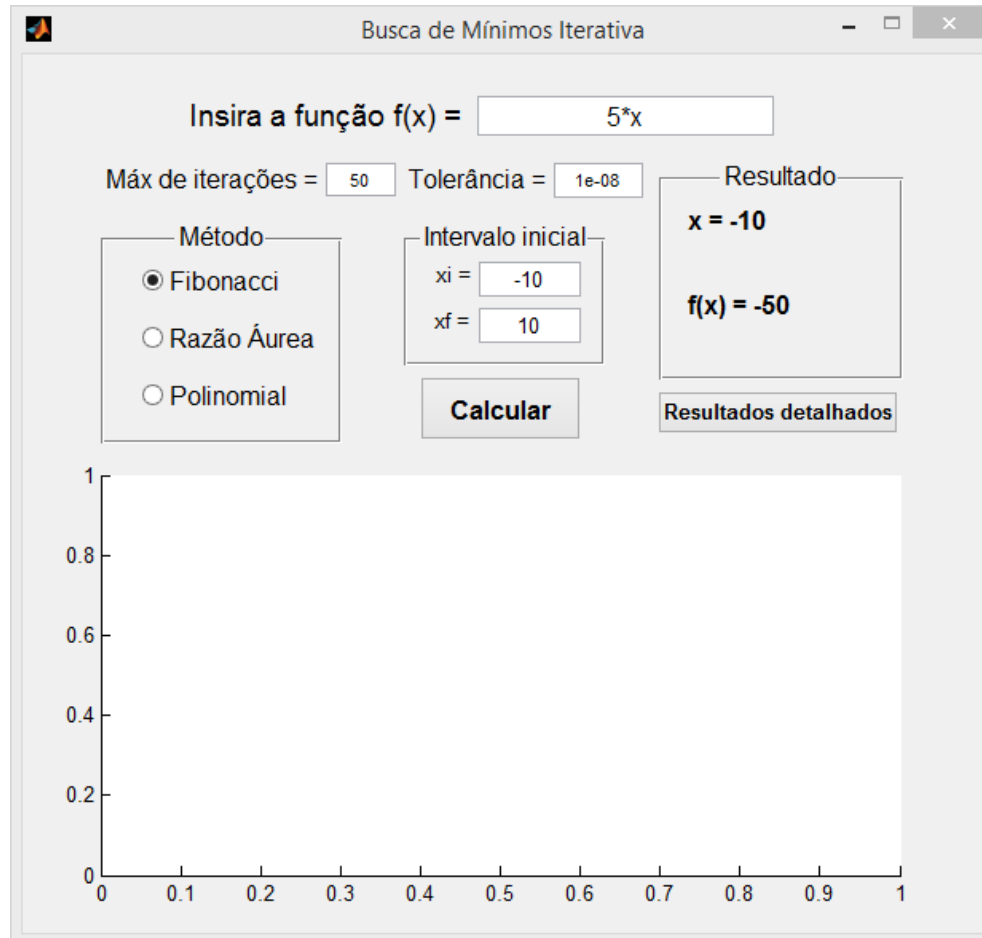 Busca de Mínimos Iterativa
Insira a função f(x) = 5*x
Máx de iterações = 50 Tolerância = 1e-08
Resultado
x = -10
f(x) = -50
Método
Fibonacci
Razão Áurea
Polinomial
Intervalo inicial
xi = -10
xf = 10
Calcular
Resultados detalhados
1
0.8
0.6
0.4
0.2
0
0 0.1 0.2 0.3 0.4 0.5 0.6 0.7 0.8 0.9 1